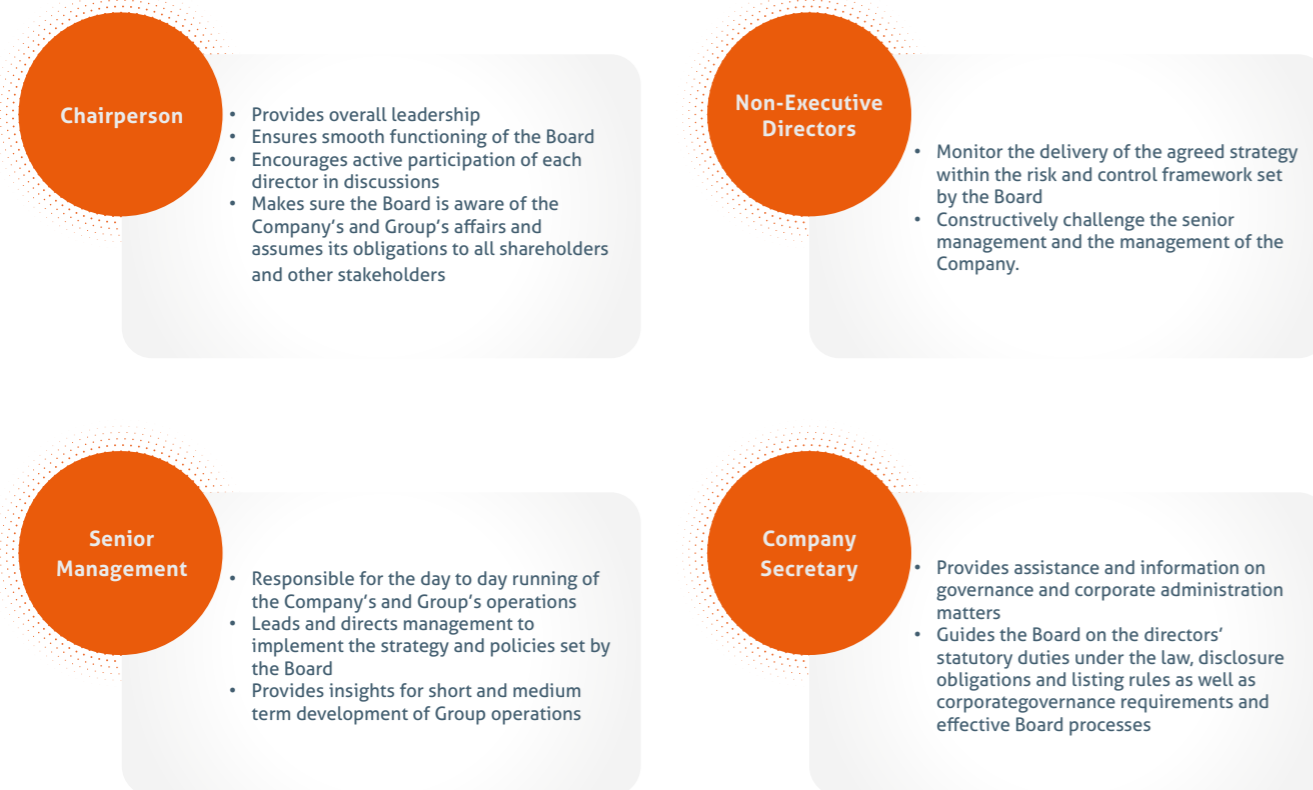 Chairperson
• Provides overall leadership
• Ensures smooth functioning of the Board
• Encourages active participation of each
director in discussions
• Makes sure the Board is aware of the
Company's and Group's affairs and
assumes its obligations to all shareholders
and other stakeholders
Non-Executive
Directors
• Monitor the delivery of the agreed strategy
within the risk and control framework set
by the Board
• Constructively challenge the senior
management and the management of the
Company.
Senior
Management
• Responsible for the day to day running of
the Company's and Group's operations
• Leads and directs management to
implement the strategy and policies set by
the Board
• Provides insights for short and medium
term development of Group operations
Company
Secretary
• Provides assistance and information on
governance and corporate administration
matters
• Guides the Board on the directors'
statutory duties under the law, disclosure
obligations and listing rules as well as
corporategovernance requirements and
effective Board processes